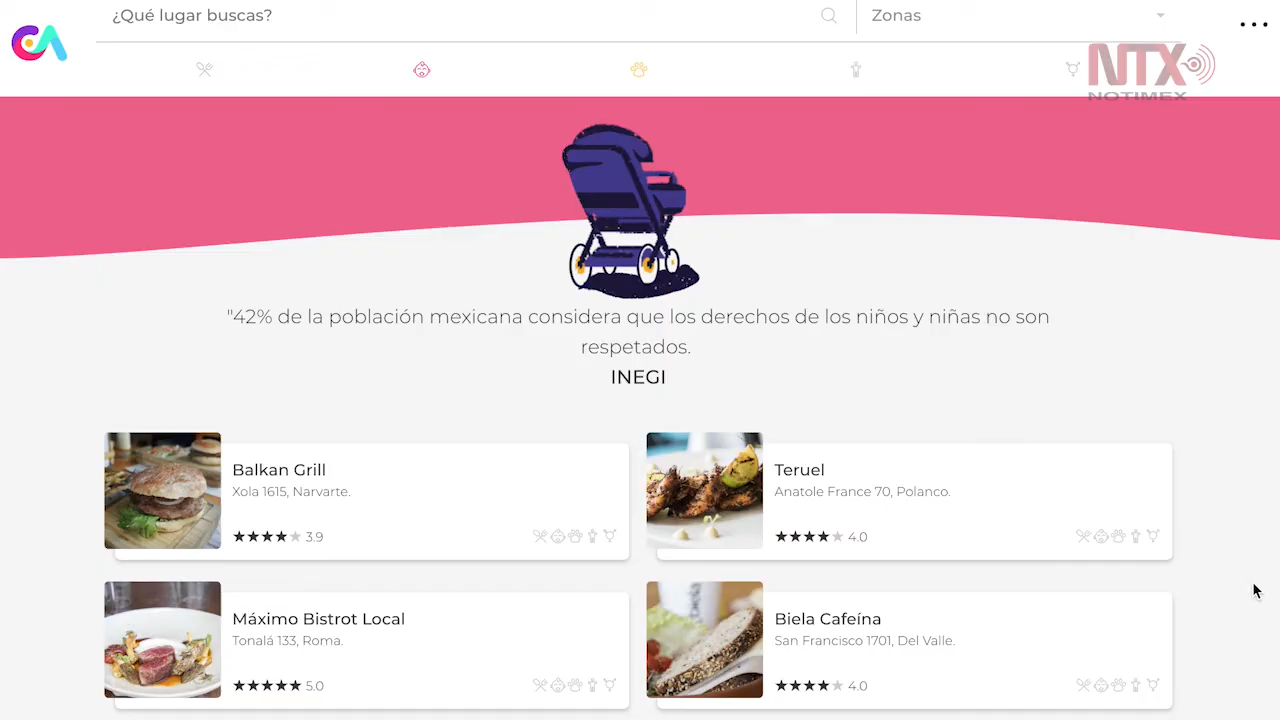 ¿Qué lugar buscas?
Zonas
NTX
NOTIMEX
"42% de la población mexicana considera que los derechos de los niños y niñas no son
respetados.
INEGI
Balkan Grill
Xola 1615, Narvarte.
★★★★★ 3.9
Teruel
Anatole France 70, Polanco.
★★★★★ 4.0
Máximo Bistrot Local
Tonalá 133, Roma.
★★★★★ 5.0
Biela Cafeína
San Francisco 1701, Del Valle.
★★★★★ 4.0